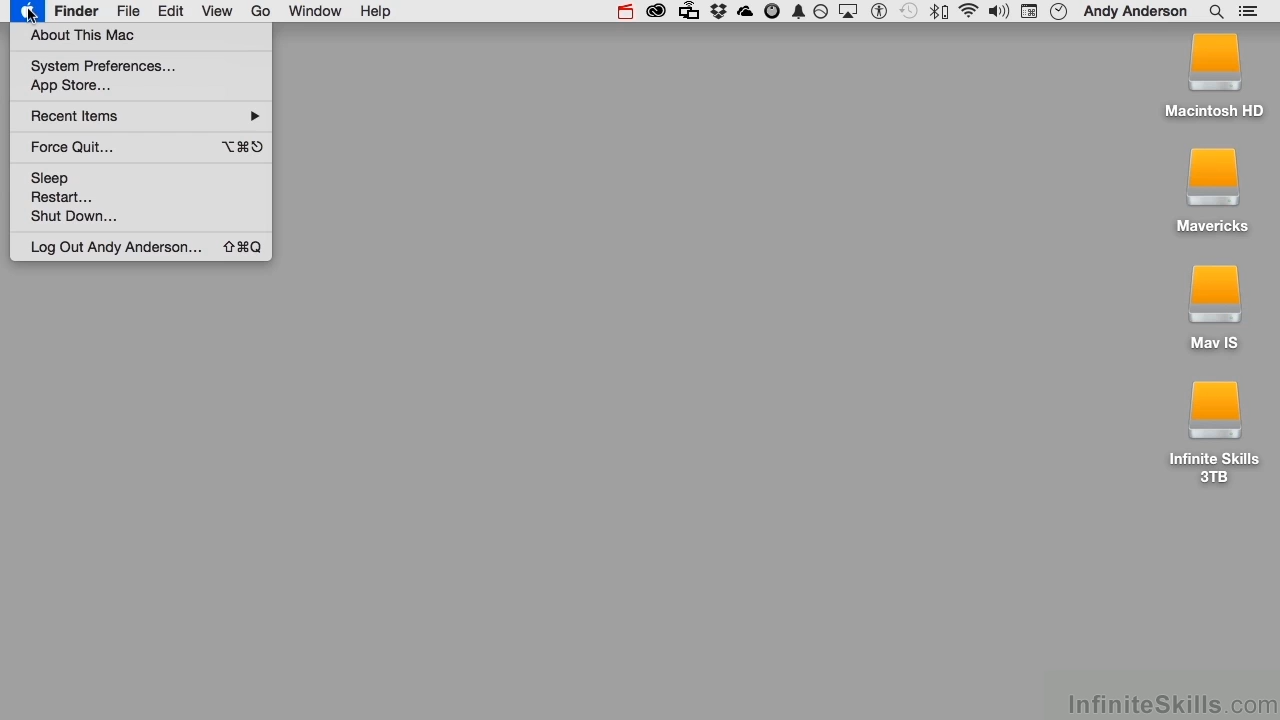 Finder File Edit View Go Window Help Andy Anderson
About This Mac
System Preferences…
App Store…
Recent Items
Force Quit… ⌥⌘⎋
Sleep
Restart…
Shut Down…
Log Out Andy Anderson… ⇧⌘Q
Macintosh HD
Mavericks
Mav IS
Infinite Skills
3TB
InfiniteSkills.com